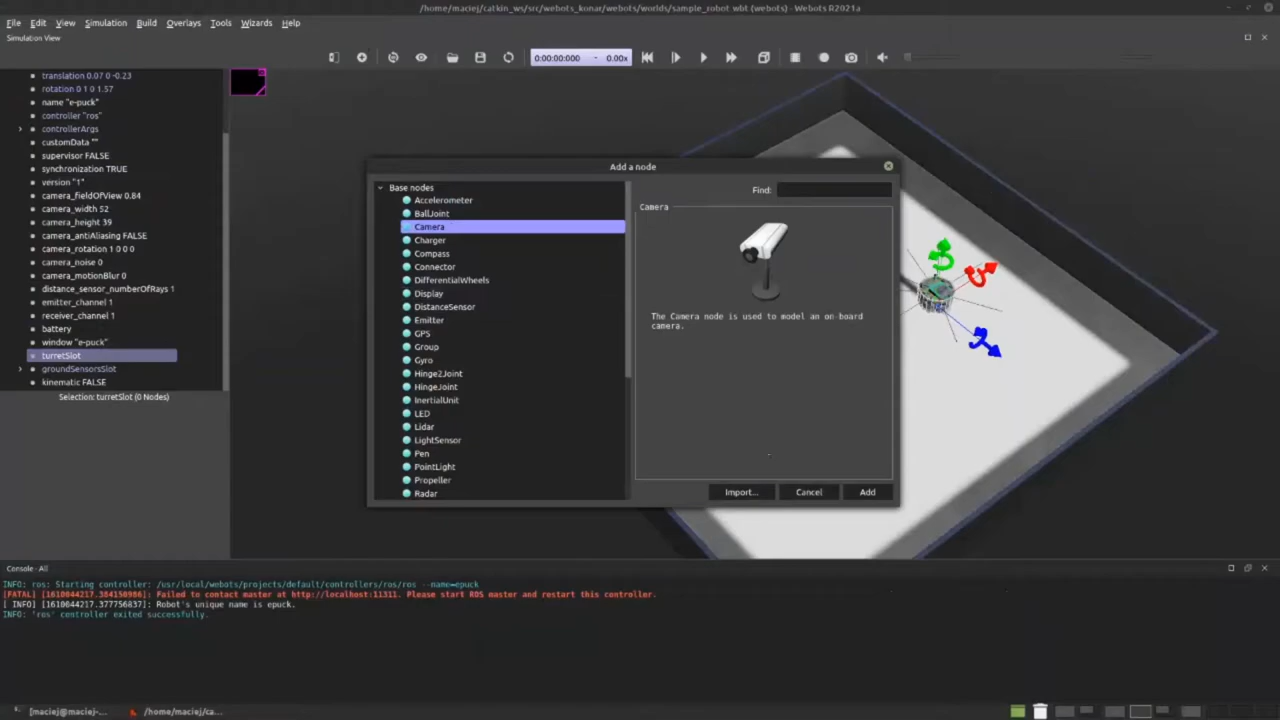 /home/maciej/catkin_ws/src/webots_konar/webots/worlds/sample_robot.wbt (webots) - Webots R2021a
File Edit View Simulation Build Overlays Tools Wizards Help
Simulation View
0:00:00:000 - 0.00x
translation 0.07 0 -0.23
rotation 0 1 0 1.57
name "e-puck"
controller "ros"
controllerArgs
customData ""
supervisor FALSE
synchronization TRUE
version "1"
camera_fieldOfView 0.84
camera_width 52
camera_height 39
camera_antiAliasing FALSE
camera_rotation 1 0 0 0
camera_noise 0
camera_motionBlur 0
distance_sensor_numberOfRays 1
emitter_channel 1
receiver_channel 1
battery
window "e-puck"
turretSlot
groundSensorsSlot
kinematic FALSE
Selection: turretSlot (0 Nodes)
Add a node
Base nodes
Accelerometer
BallJoint
Camera
Charger
Compass
Connector
DifferentialWheels
Display
DistanceSensor
Emitter
GPS
Group
Gyro
Hinge2Joint
HingeJoint
InertialUnit
LED
Lidar
LightSensor
Pen
PointLight
Propeller
Radar
Find:
Camera
The Camera node is used to model an on-board
camera.
Import... Cancel Add
Console - All
INFO: ros: Starting controller: /usr/local/webots/projects/default/controllers/ros/ros --name=epuck
[FATAL] [1610044217.384150986]: Failed to contact master at http://localhost:11311. Please start ROS master and restart this controller.
[ INFO] [1610044217.377756837]: Robot's unique name is epuck.
INFO: 'ros' controller exited successfully.
[maciej@maciej-... /home/maciej/ca...